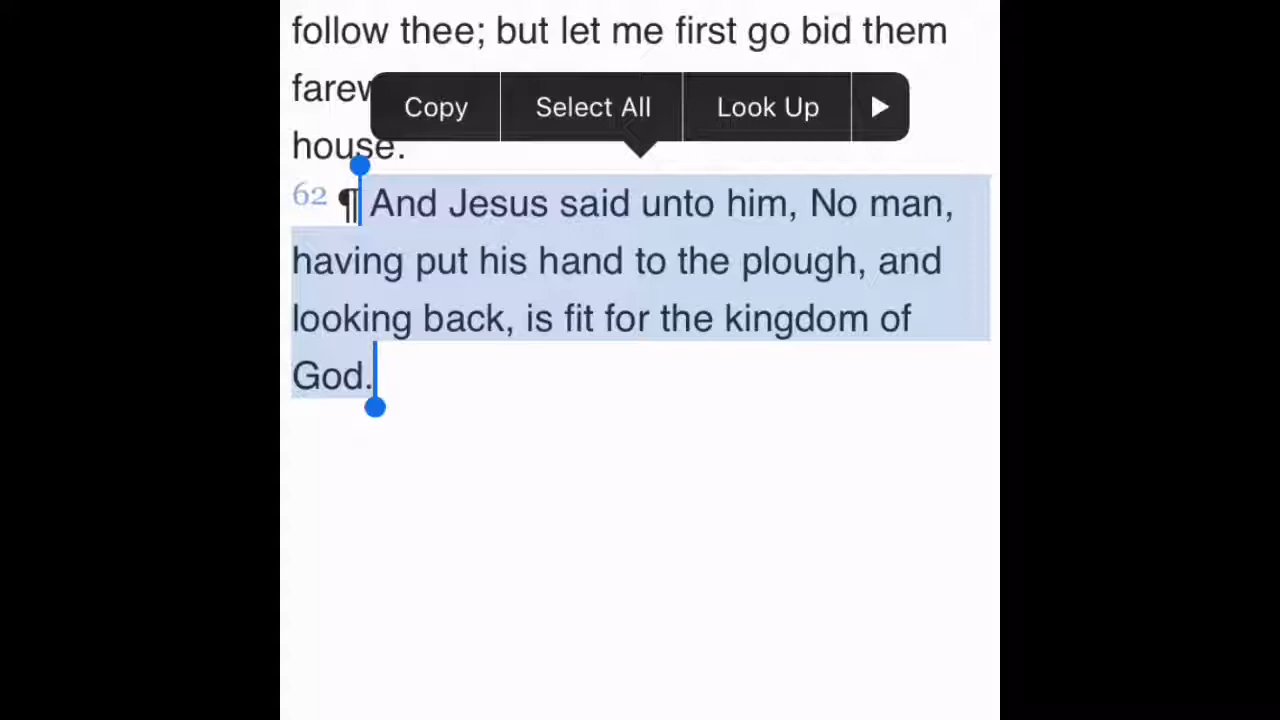 follow thee; but let me first go bid them
Copy Select All Look Up
house.
62 ¶ And Jesus said unto him, No man,
having put his hand to the plough, and
looking back, is fit for the kingdom of
God.